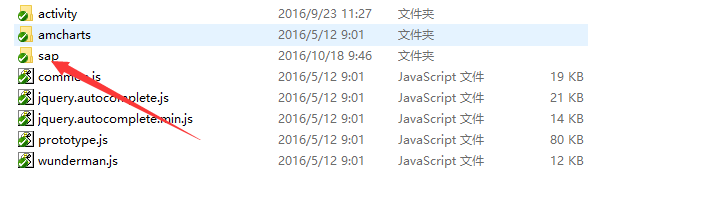 activity 2016/9/23 11:27 文件夹
amcharts 2016/5/12 9:01 文件夹
sap 2016/10/18 9:46 文件夹
common.js 2016/5/12 9:01 JavaScript 文件 19 KB
jquery.autocomplete.js 2016/5/12 9:01 JavaScript 文件 21 KB
jquery.autocomplete.min.js 2016/5/12 9:01 JavaScript 文件 14 KB
prototype.js 2016/5/12 9:01 JavaScript 文件 80 KB
wunderman.js 2016/5/12 9:01 JavaScript 文件 12 KB